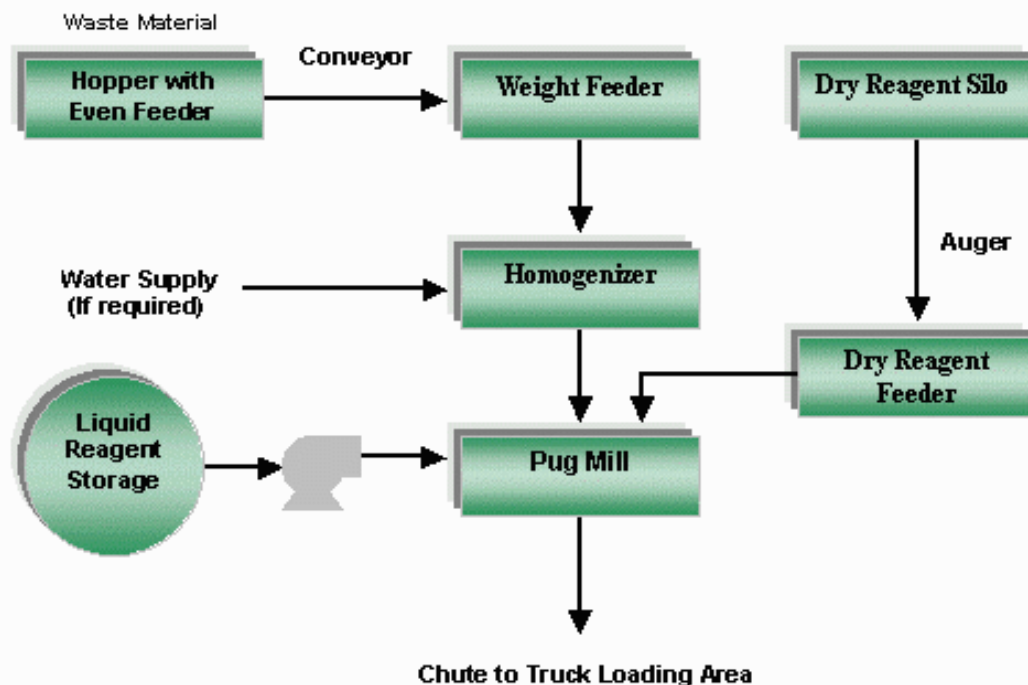 Waste Material
Hopper with
Even Feeder
Conveyor
Weight Feeder
Dry Reagent Silo
Auger
Water Supply
(If required)
Homogenizer
Dry Reagent
Feeder
Liquid
Reagent
Storage
Pug Mill
Chute to Truck Loading Area